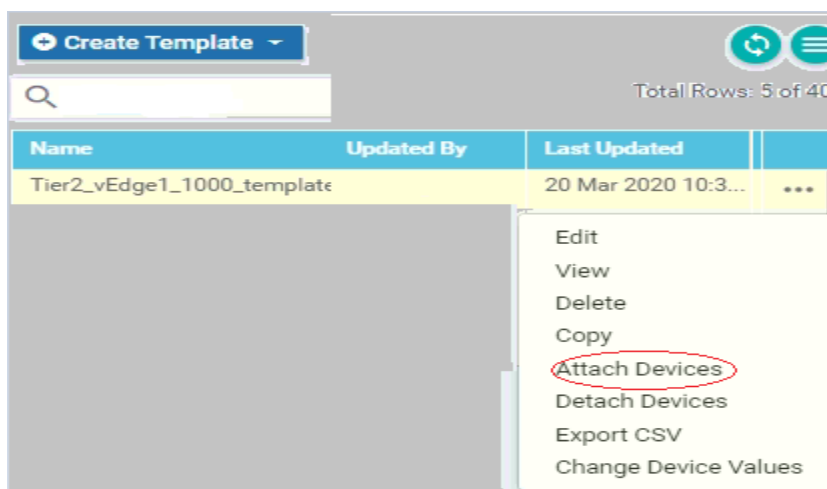 Create Template
Total Rows: 5 of 40
Name Updated By Last Updated
Tier2_vEdge1_1000_template 20 Mar 2020 10:3... ...
Edit
View
Delete
Copy
Attach Devices
Detach Devices
Export CSV
Change Device Values